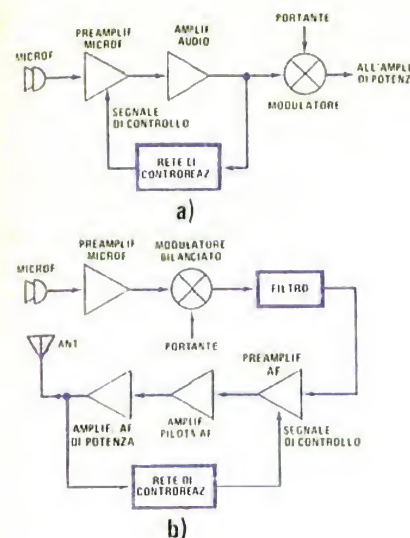 PORTANTE
PREAMPLIF
MICROF
AMPLIF
AUDIO
MICROF
ALL'AMPLIF
DI POTENZA
MODULATORE
SEGNALE
DI CONTROLLO
RETE DI
CONTROREAZ
a)
PREAMPLIF
MICROF
MODULATORE
BILANCIATO
MICROF
FILTRO
ANT
PORTANTE
PREAMPLIF
AF
AMPLIF. AF
DI POTENZA
AMPLIF
PILOTA AF
SEGNALE
DI CONTROLLO
RETE DI
CONTROREAZ
b)